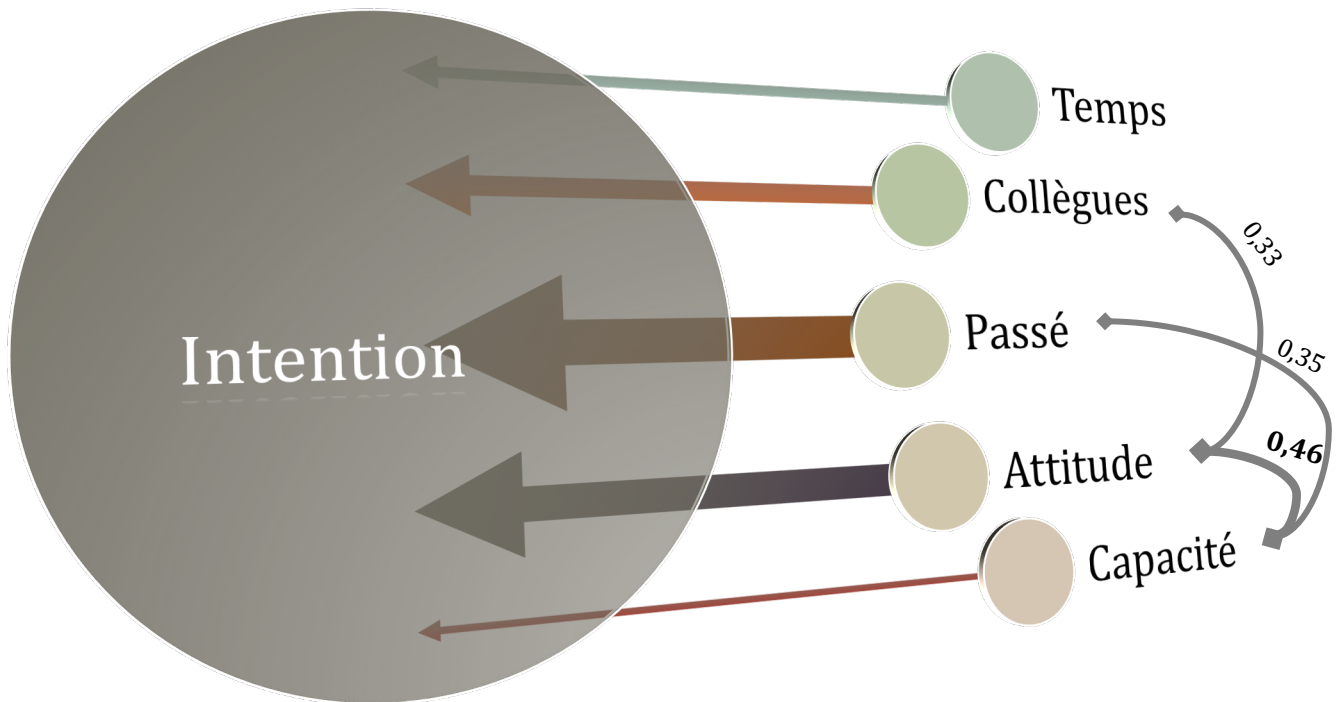 Temps
Collègues
0,33
Intention
Passé
0,35
Attitude
0,46
Capacité